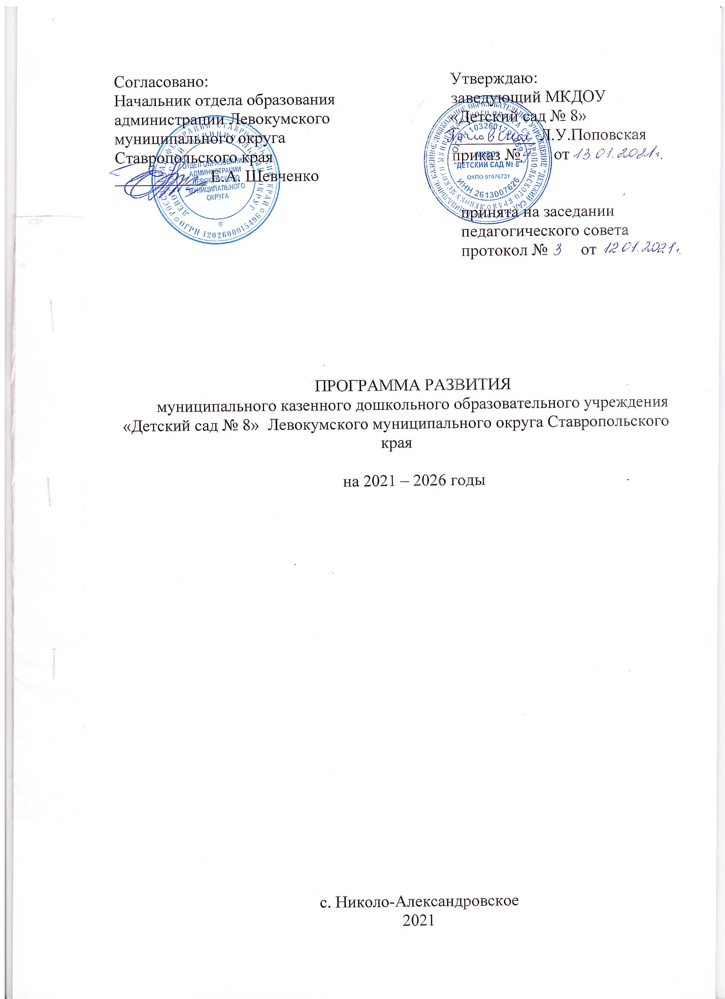 Согласовано:
Начальник отдела образования
администрации Левокумского
муниципального округа
Ставропольского края
Е.А. Шевченко
ОТДЕЛ ОБРАЗОВАНИЯ
АДМИНИСТРАЦИИ
ЛЕВОКУМСКОГО
МУНИЦИПАЛЬНОГО
ОКРУГА
ОГРН 1202600015496
Утверждаю:
заведующий МКДОУ
«Детский сад № 8»
Л.У.Поповская
приказ № от 13.01.2021г.
МКДОУ
"ДЕТСКИЙ САД № 8"
ОКПО 51976731
ИНН 2613007626
принята на заседании
педагогического совета
протокол № 3 от 12.01.2021г.
ПРОГРАММА РАЗВИТИЯ
муниципального казенного дошкольного образовательного учреждения
«Детский сад № 8» Левокумского муниципального округа Ставропольского
края
на 2021 – 2026 годы
с. Николо-Александровское
2021